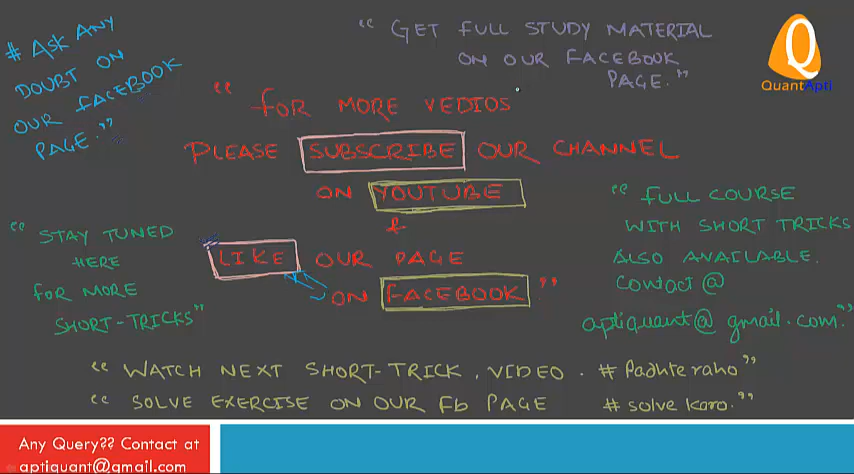 # ASK ANY
DOUBT ON
OUR FACEBOOK
PAGE."
"GET FULL STUDY MATERIAL
ON OUR FACEBOOK
PAGE."
QuantApti
"FOR MORE VEDIOS
PLEASE SUBSCRIBE OUR CHANNEL
ON YOUTUBE
&
LIKE OUR PAGE
ON FACEBOOK"
"STAY TUNED
HERE
FOR MORE
SHORT-TRICKS"
"FULL COURSE
WITH SHORT TRICKS
ALSO AVAILABLE.
Contact @
aptiquant@gmail.com."
"WATCH NEXT SHORT-TRICK, VIDEO. # Padhte raho"
"SOLVE EXERCISE ON OUR Fb PAGE # solve karo."
Any Query?? Contact at
aptiquant@gmail.com